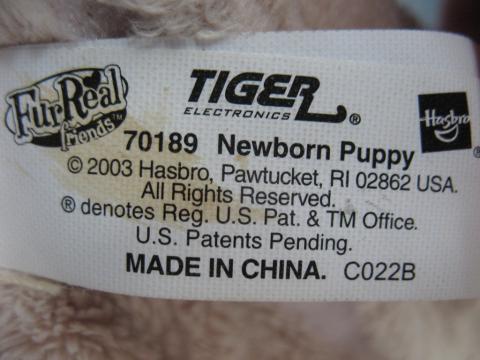 FurReal friends™
TIGER ELECTRONICS®
Hasbro®
70189 Newborn Puppy
© 2003 Hasbro, Pawtucket, RI 02862 USA.
All Rights Reserved.
® denotes Reg. U.S. Pat. & TM Office.
U.S. Patents Pending.
MADE IN CHINA. C022B